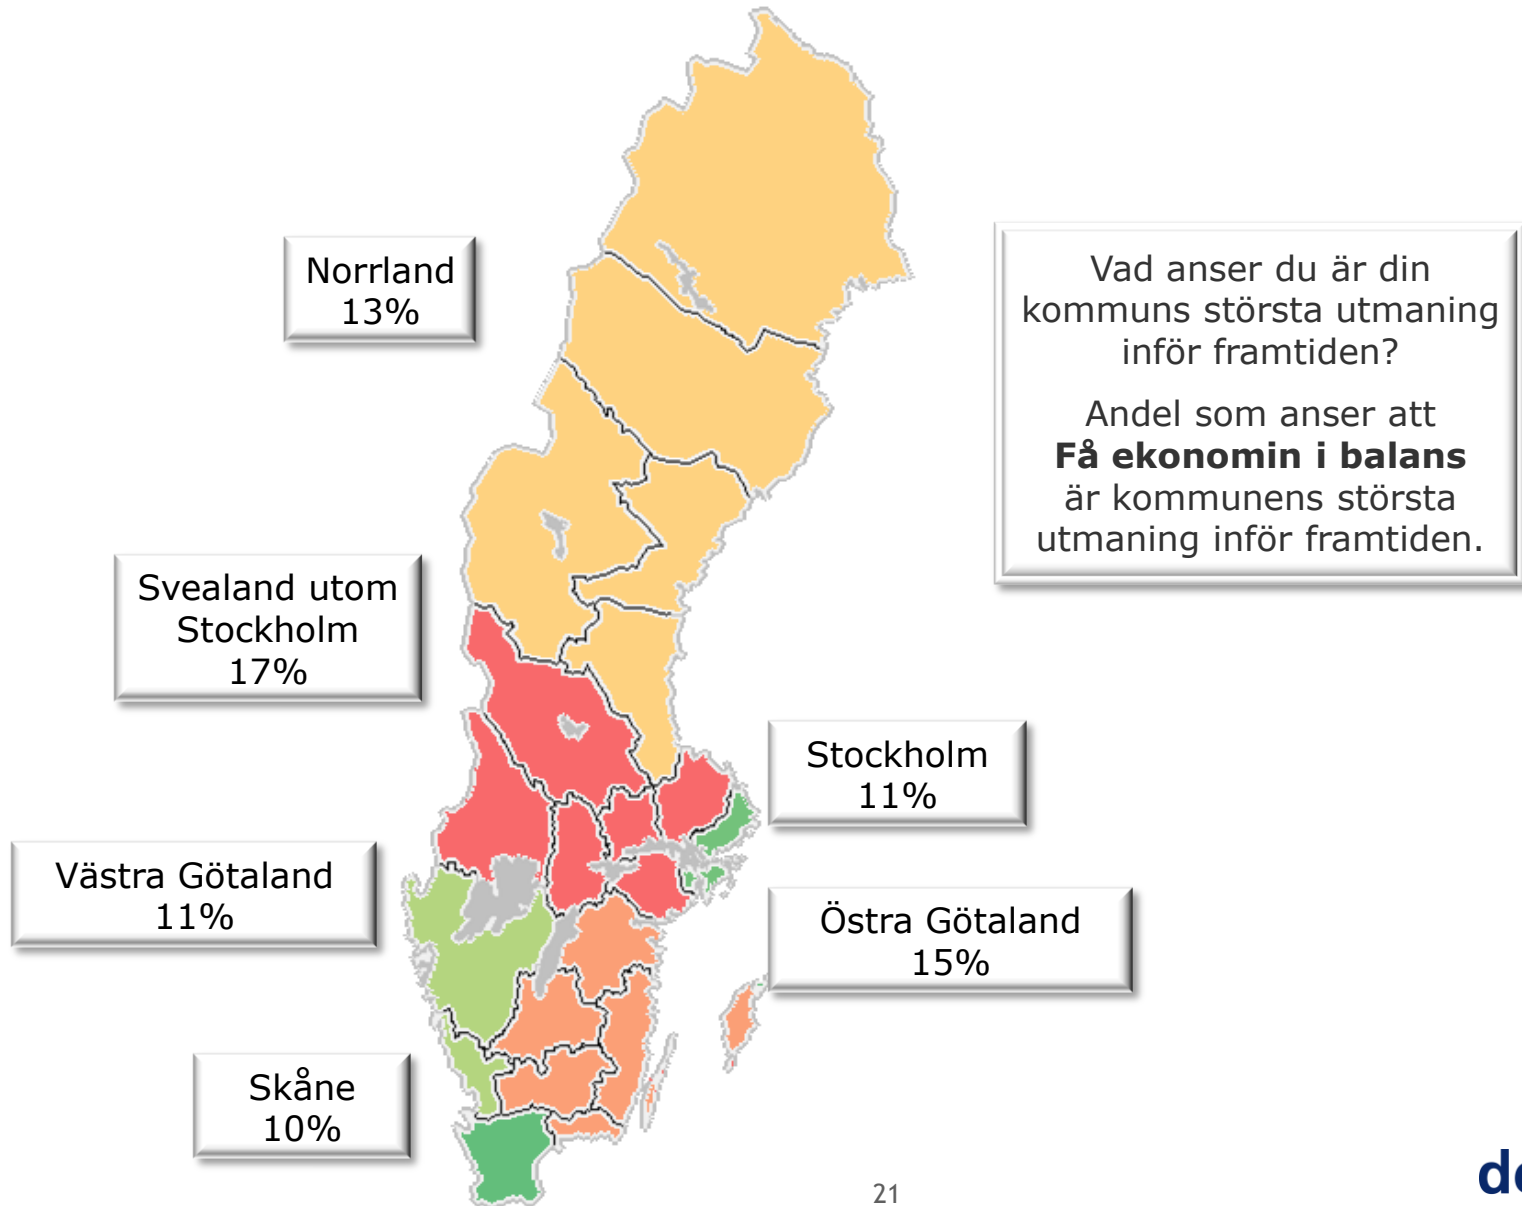 Norrland
13%
Vad anser du är din
kommuns största utmaning
inför framtiden?
Andel som anser att
Få ekonomin i balans
är kommunens största
utmaning inför framtiden.
Svealand utom
Stockholm
17%
Stockholm
11%
Västra Götaland
11%
Östra Götaland
15%
Skåne
10%
21